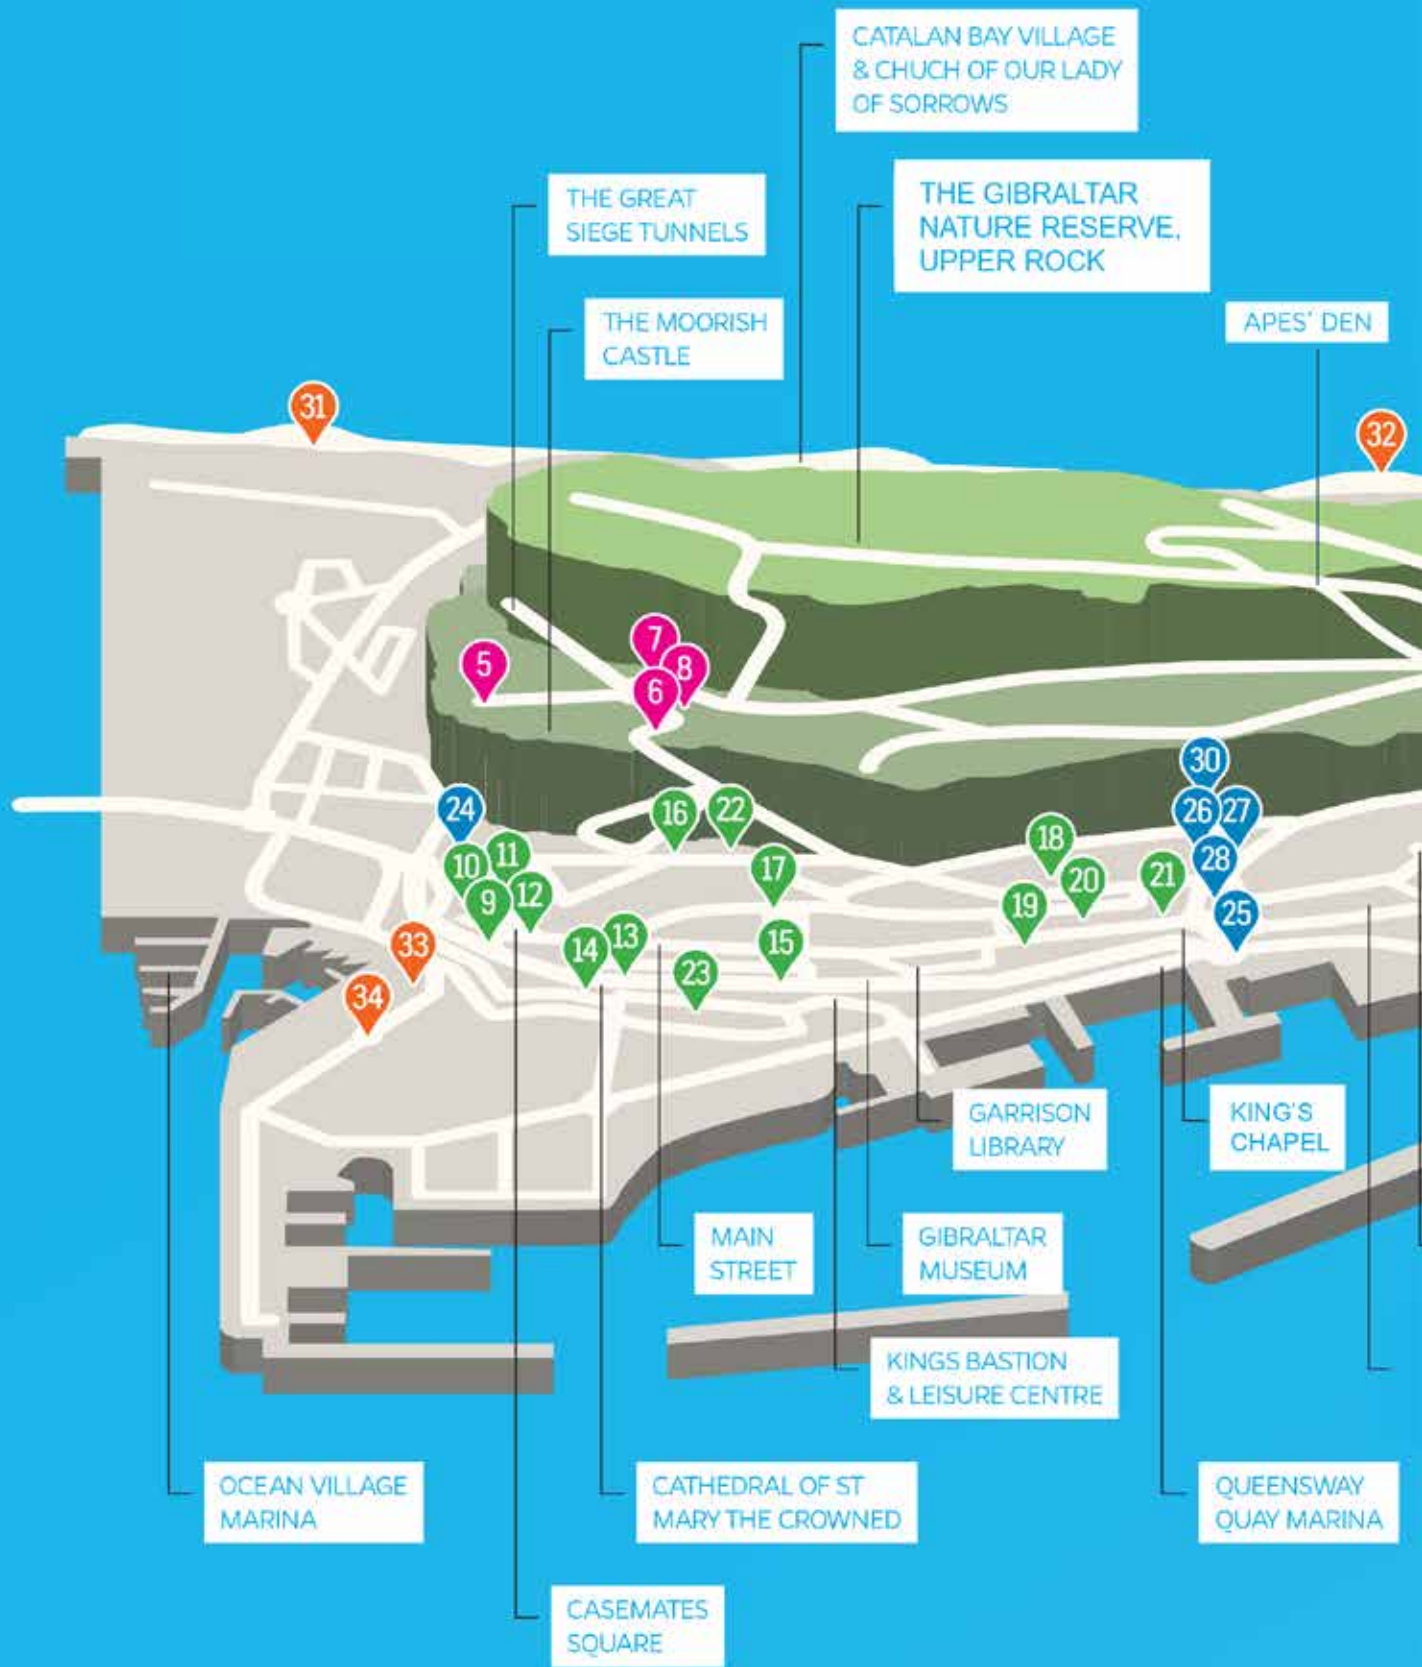 CATALAN BAY VILLAGE
& CHUCH OF OUR LADY
OF SORROWS
THE GREAT
SIEGE TUNNELS
THE GIBRALTAR
NATURE RESERVE,
UPPER ROCK
THE MOORISH
CASTLE
APES' DEN
31
32
7
5
8
6
30
24
16
22
26
27
18
11
10
17
28
12
9
20
21
19
25
33
14
13
15
23
34
GARRISON
LIBRARY
KING'S
CHAPEL
MAIN
STREET
GIBRALTAR
MUSEUM
KINGS BASTION
& LEISURE CENTRE
OCEAN VILLAGE
MARINA
CATHEDRAL OF ST
MARY THE CROWNED
QUEENSWAY
QUAY MARINA
CASEMATES
SQUARE